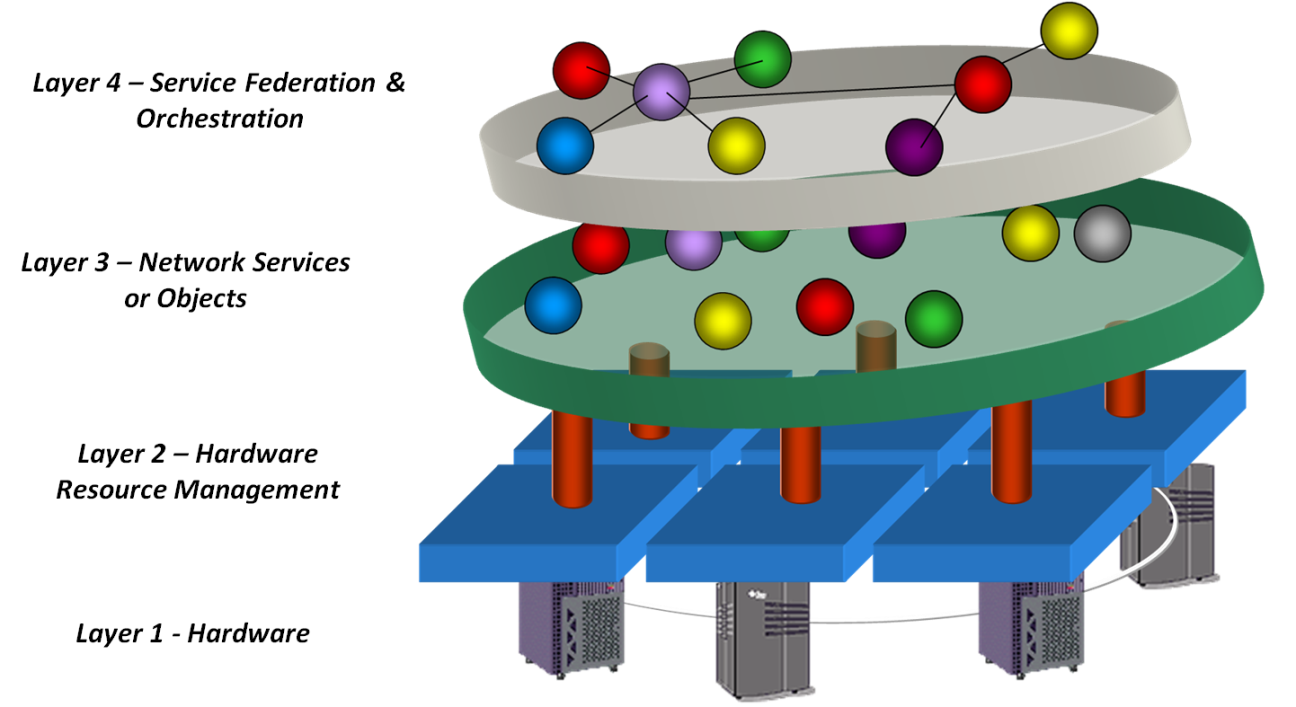 Layer 4 – Service Federation &
Orchestration
Layer 3 – Network Services
or Objects
Layer 2 – Hardware
Resource Management
Layer 1 - Hardware